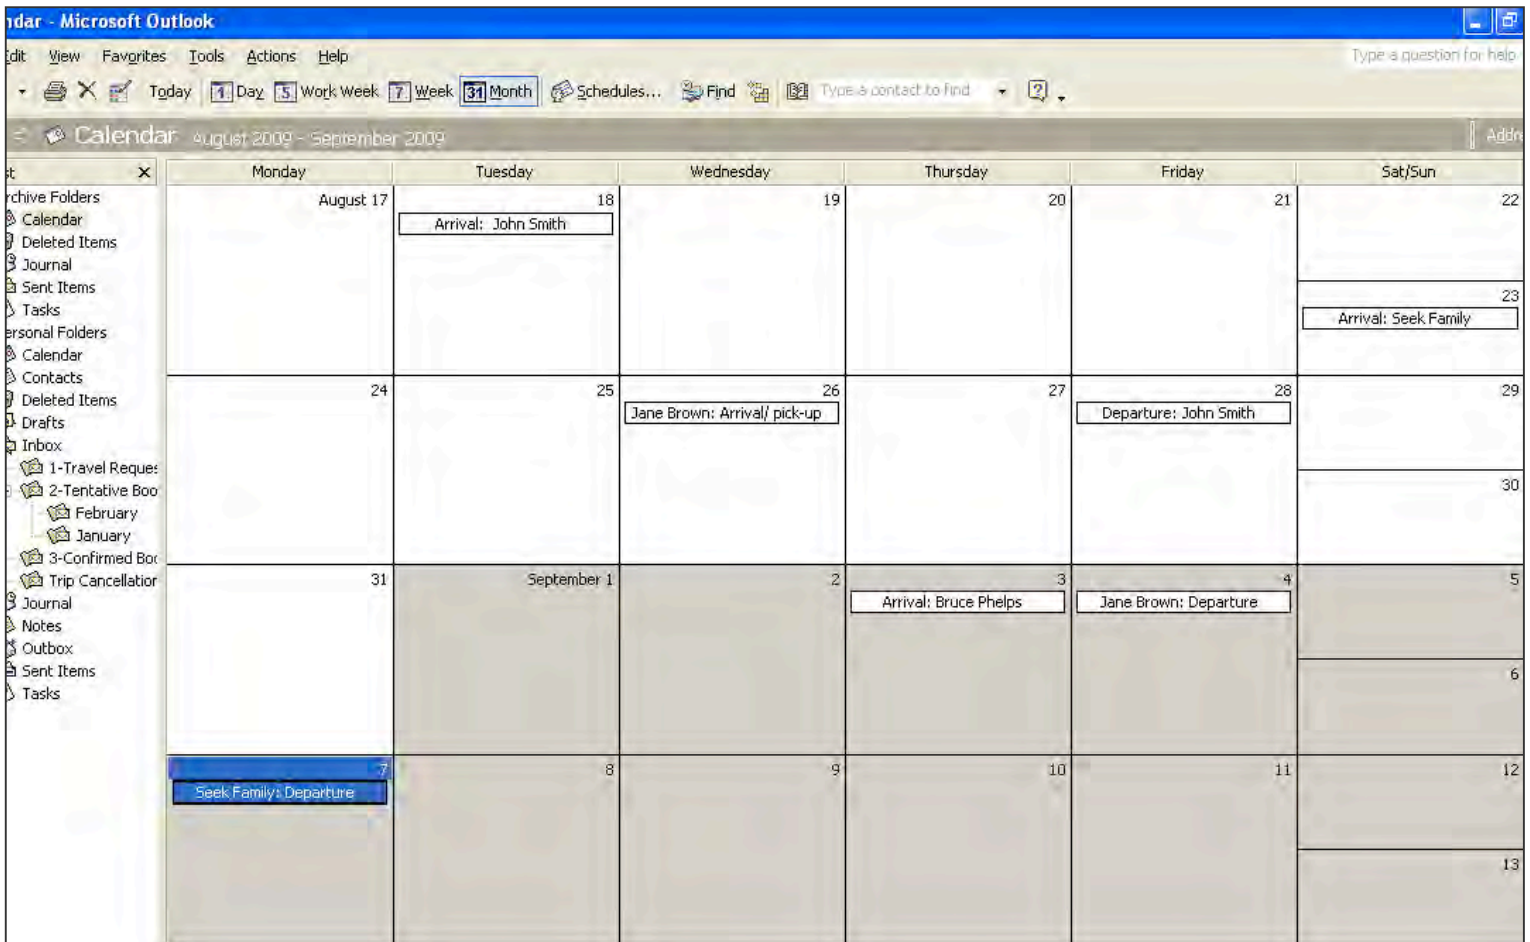 ndar - Microsoft Outlook
Edit View Favorites Tools Actions Help
Type a question for help
Today 1 Day 5 Work Week 7 Week 31 Month Schedules... Find Type a contact to find
Calendar August 2009 - September 2009
Addre
st X
Monday Tuesday Wednesday Thursday Friday Sat/Sun
rchive Folders
Calendar
Deleted Items
Journal
Sent Items
Tasks
ersonal Folders
Calendar
Contacts
Deleted Items
Drafts
Inbox
1-Travel Reques
2-Tentative Boo
February
January
3-Confirmed Boo
Trip Cancellation
Journal
Notes
Outbox
Sent Items
Tasks
August 17 18 19 20 21 22
Arrival: John Smith
23
Arrival: Seek Family
24 25 26 27 28 29
Jane Brown: Arrival/ pick-up
Departure: John Smith
30
31 September 1 2 3 4 5
Arrival: Bruce Phelps
Jane Brown: Departure
6
7 8 9 10 11 12
Seek Family: Departure
13